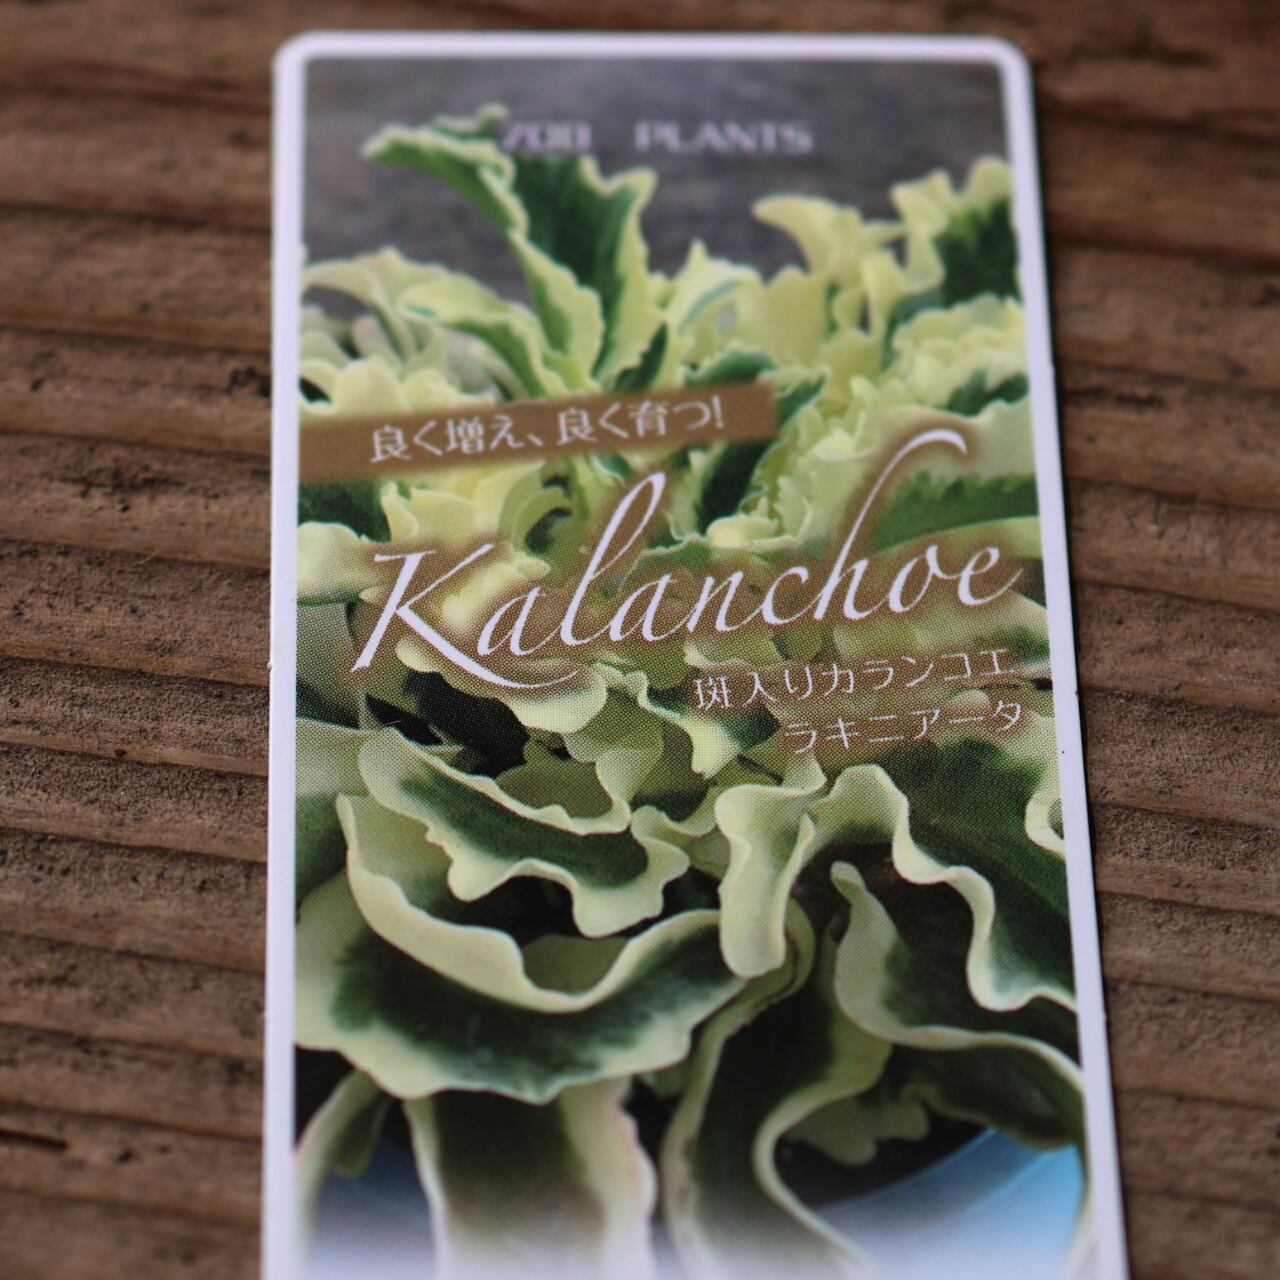 ZOO PLANTS
良く増え、良く育つ!
Kalanchoe
斑入りカランコエ
ラキニアータ